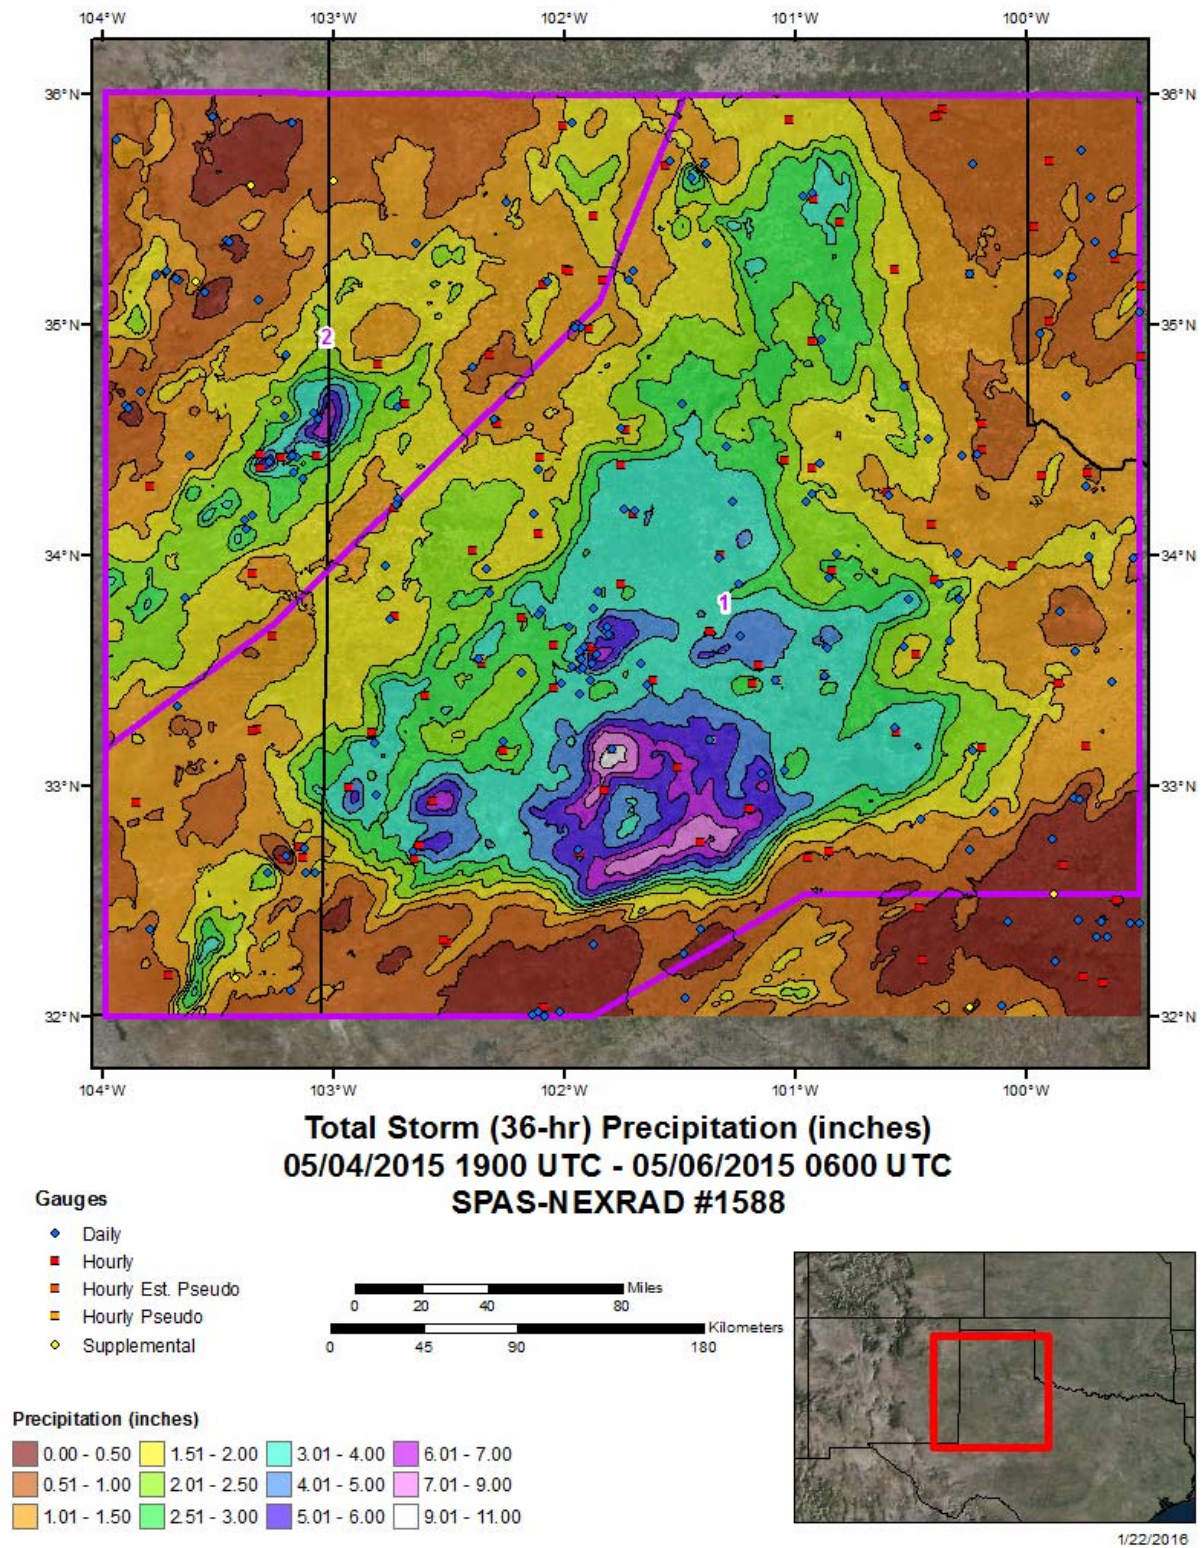 104°W 103°W 102°W 101°W 100°W
36°N 36°N
35°N 35°N
2
34°N 34°N
1
33°N 33°N
32°N 32°N
104°W 103°W 102°W 101°W 100°W
Total Storm (36-hr) Precipitation (inches)
05/04/2015 1900 UTC - 05/06/2015 0600 UTC
SPAS-NEXRAD #1588
Gauges
Daily
Hourly
Hourly Est. Pseudo
Hourly Pseudo
Supplemental
Miles
0 20 40 80
Kilometers
0 45 90 180
Precipitation (inches)
0.00 - 0.50 1.51 - 2.00 3.01 - 4.00 6.01 - 7.00
0.51 - 1.00 2.01 - 2.50 4.01 - 5.00 7.01 - 9.00
1.01 - 1.50 2.51 - 3.00 5.01 - 6.00 9.01 - 11.00
1/22/2016